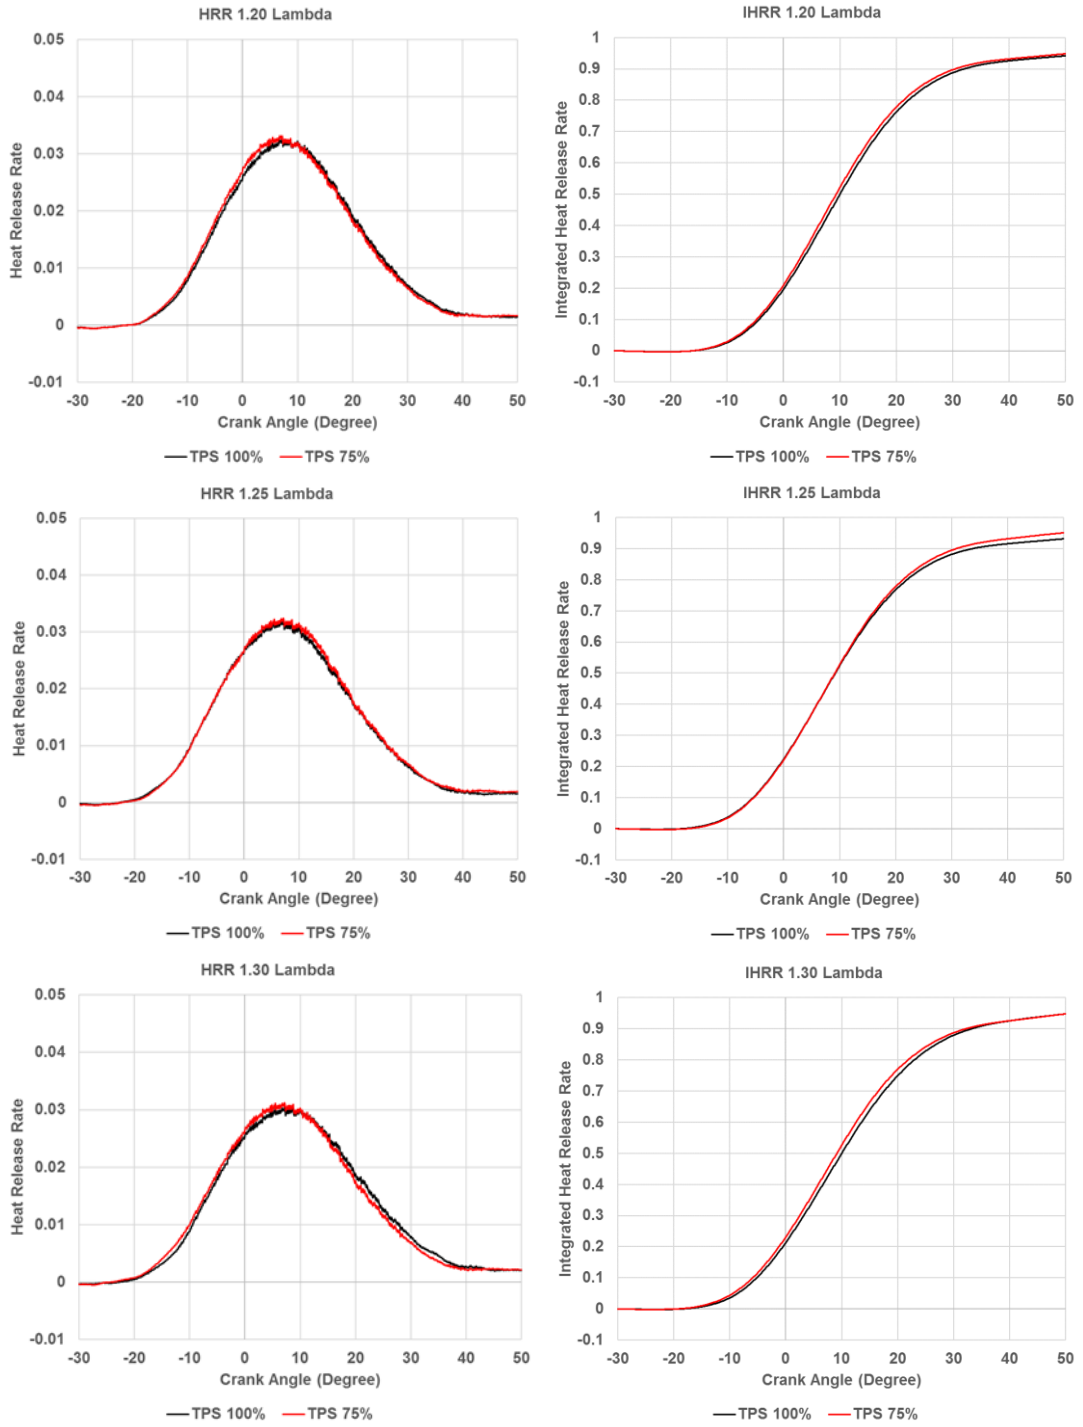 HRR 1.20 Lambda
0.05
0.04
0.03
0.02
0.01
0
-0.01
Heat Release Rate
-30 -20 -10 0 10 20 30 40 50
Crank Angle (Degree)
TPS 100% TPS 75%
IHRR 1.20 Lambda
1
0.9
0.8
0.7
0.6
0.5
0.4
0.3
0.2
0.1
0
-0.1
Integrated Heat Release Rate
-30 -20 -10 0 10 20 30 40 50
Crank Angle (Degree)
TPS 100% TPS 75%
HRR 1.25 Lambda
0.05
0.04
0.03
0.02
0.01
0
-0.01
Heat Release Rate
-30 -20 -10 0 10 20 30 40 50
Crank Angle (Degree)
TPS 100% TPS 75%
IHRR 1.25 Lambda
1
0.9
0.8
0.7
0.6
0.5
0.4
0.3
0.2
0.1
0
-0.1
Integrated Heat Release Rate
-30 -20 -10 0 10 20 30 40 50
Crank Angle (Degree)
TPS 100% TPS 75%
HRR 1.30 Lambda
0.05
0.04
0.03
0.02
0.01
0
-0.01
Heat Release Rate
-30 -20 -10 0 10 20 30 40 50
Crank Angle (Degree)
TPS 100% TPS 75%
IHRR 1.30 Lambda
1
0.9
0.8
0.7
0.6
0.5
0.4
0.3
0.2
0.1
0
-0.1
Integrated Heat Release Rate
-30 -20 -10 0 10 20 30 40 50
Crank Angle (Degree)
TPS 100% TPS 75%